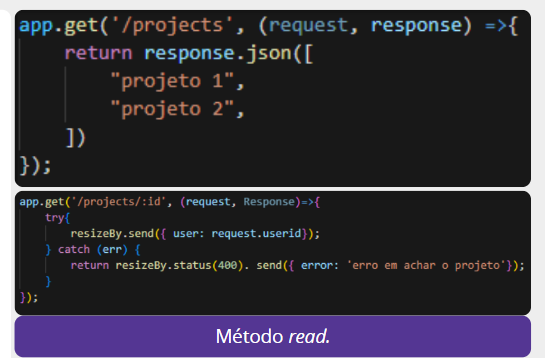 app.get('/projects', (request, response) =>{
return response.json([
"projeto 1",
"projeto 2",
])
});
app.get('/projects/:id', (request, Response)=>{
try{
resizeBy.send({ user: request.userid});
} catch (err) {
return resizeBy.status(400). send({ error: 'erro em achar o projeto'});
}
});
Método read.